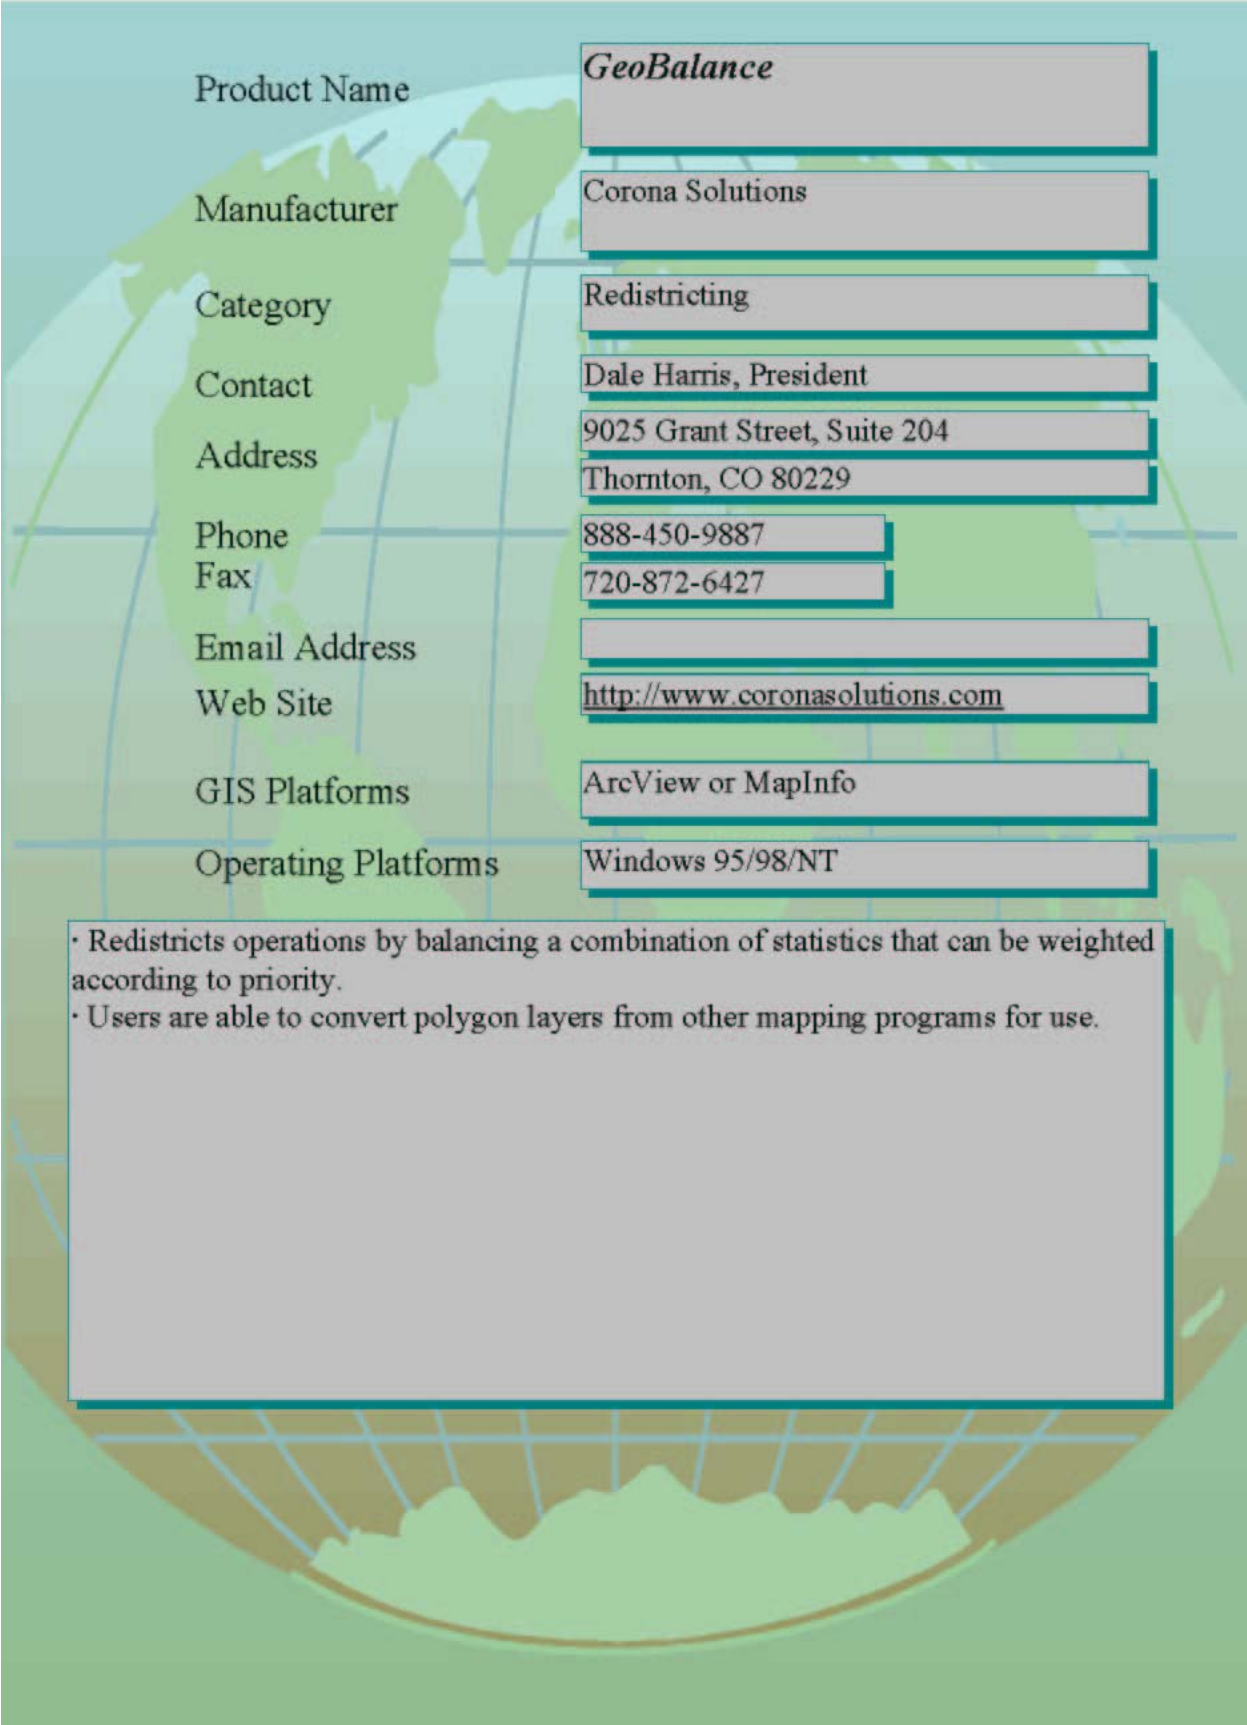 Product Name
GeoBalance
Manufacturer
Corona Solutions
Category
Redistricting
Contact
Dale Harris, President
Address
9025 Grant Street, Suite 204
Thornton, CO 80229
Phone
888-450-9887
Fax
720-872-6427
Email Address
Web Site
http://www.coronasolutions.com
GIS Platforms
ArcView or MapInfo
Operating Platforms
Windows 95/98/NT
· Redistricts operations by balancing a combination of statistics that can be weighted
according to priority.
· Users are able to convert polygon layers from other mapping programs for use.